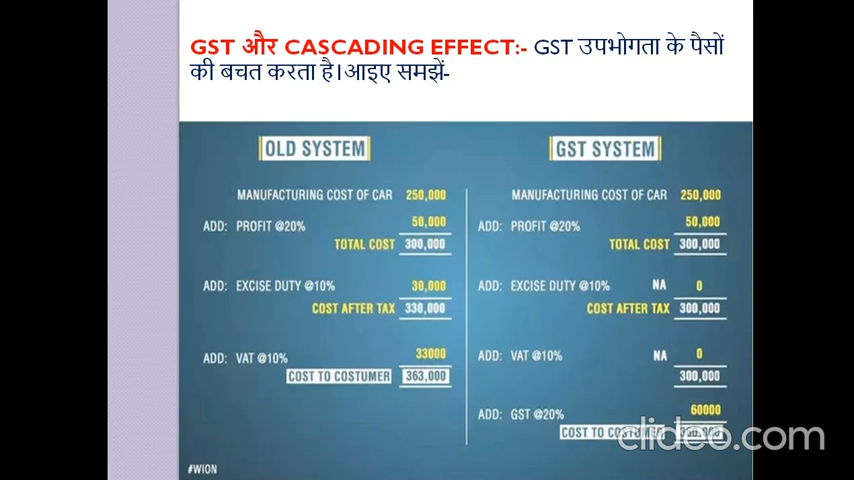 GST और CASCADING EFFECT:- GST उपभोगता के पैसों
की बचत करता है।आइए समझें-
OLD SYSTEM
MANUFACTURING COST OF CAR 250,000
ADD: PROFIT @20% 50,000
TOTAL COST 300,000
ADD: EXCISE DUTY @10% 30,000
COST AFTER TAX 330,000
ADD: VAT @10% 33000
COST TO COSTUMER 363,000
GST SYSTEM
MANUFACTURING COST OF CAR 250,000
ADD: PROFIT @20% 50,000
TOTAL COST 300,000
ADD: EXCISE DUTY @10% NA 0
COST AFTER TAX 300,000
ADD: VAT @10% NA 0
300,000
ADD: GST @20% 60000
COST TO COSTUMER
#WION
clideo.com